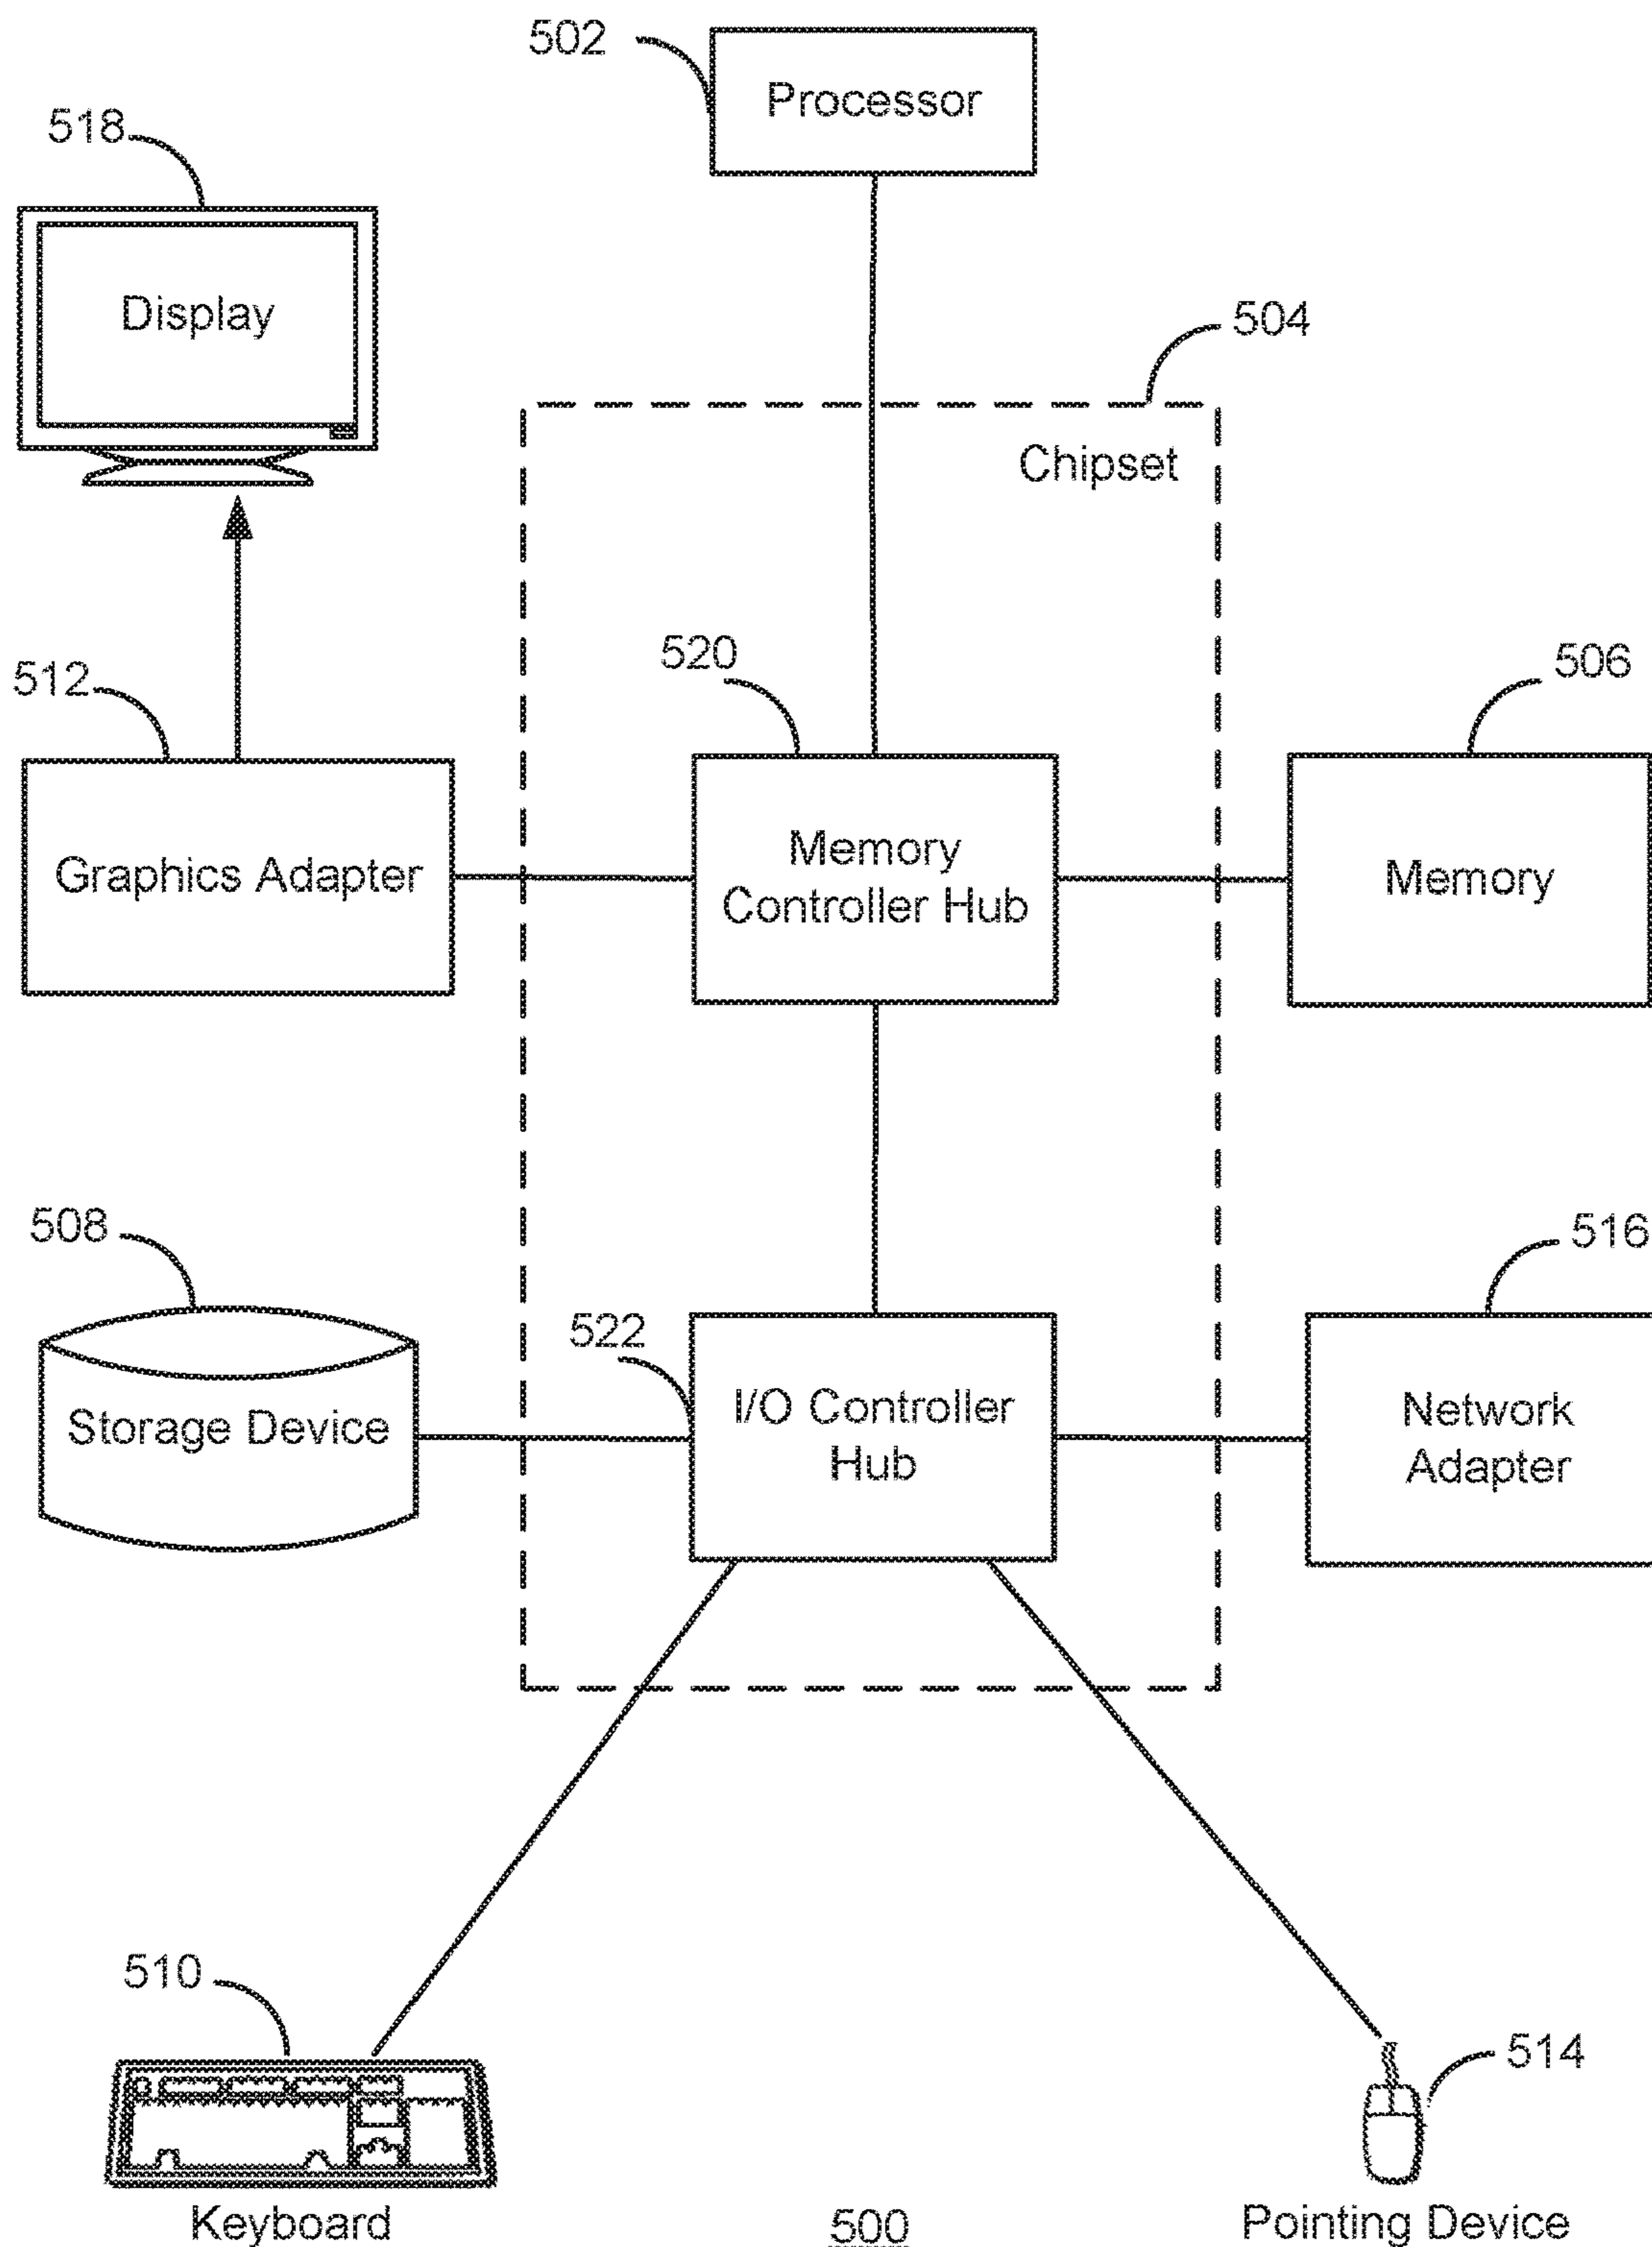 502
Processor
518
Display
504
Chipset
512
520
506
Graphics Adapter
Memory
Controller Hub
Memory
508
522
516
Storage Device
I/O Controller
Hub
Network
Adapter
510
514
Keyboard
500
Pointing Device